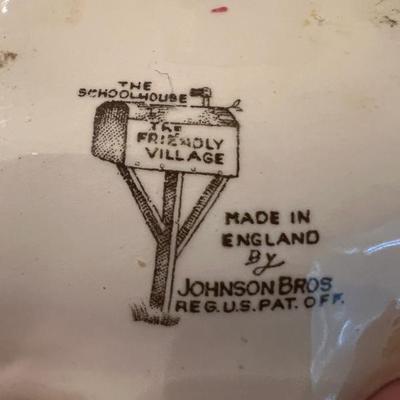 THE
SCHOOLHOUSE
THE
FRIENDLY
VILLAGE
MADE IN
ENGLAND
By
JOHNSON BROS
REG.U.S.PAT. OFF.